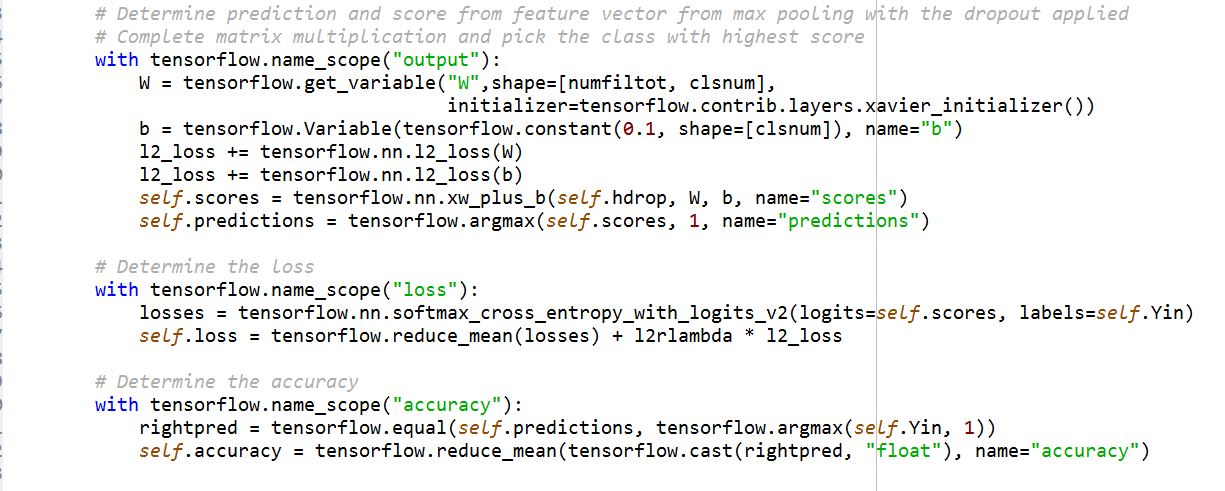 # Determine prediction and score from feature vector from max pooling with the dropout applied
# Complete matrix multiplication and pick the class with highest score
with tensorflow.name_scope("output"):
    W = tensorflow.get_variable("W",shape=[numfiltot, clsnum],
                                initializer=tensorflow.contrib.layers.xavier_initializer())
    b = tensorflow.Variable(tensorflow.constant(0.1, shape=[clsnum]), name="b")
    l2_loss += tensorflow.nn.l2_loss(W)
    l2_loss += tensorflow.nn.l2_loss(b)
    self.scores = tensorflow.nn.xw_plus_b(self.hdrop, W, b, name="scores")
    self.predictions = tensorflow.argmax(self.scores, 1, name="predictions")

# Determine the loss
with tensorflow.name_scope("loss"):
    losses = tensorflow.nn.softmax_cross_entropy_with_logits_v2(logits=self.scores, labels=self.Yin)
    self.loss = tensorflow.reduce_mean(losses) + l2rlambda * l2_loss

# Determine the accuracy
with tensorflow.name_scope("accuracy"):
    rightpred = tensorflow.equal(self.predictions, tensorflow.argmax(self.Yin, 1))
    self.accuracy = tensorflow.reduce_mean(tensorflow.cast(rightpred, "float"), name="accuracy")